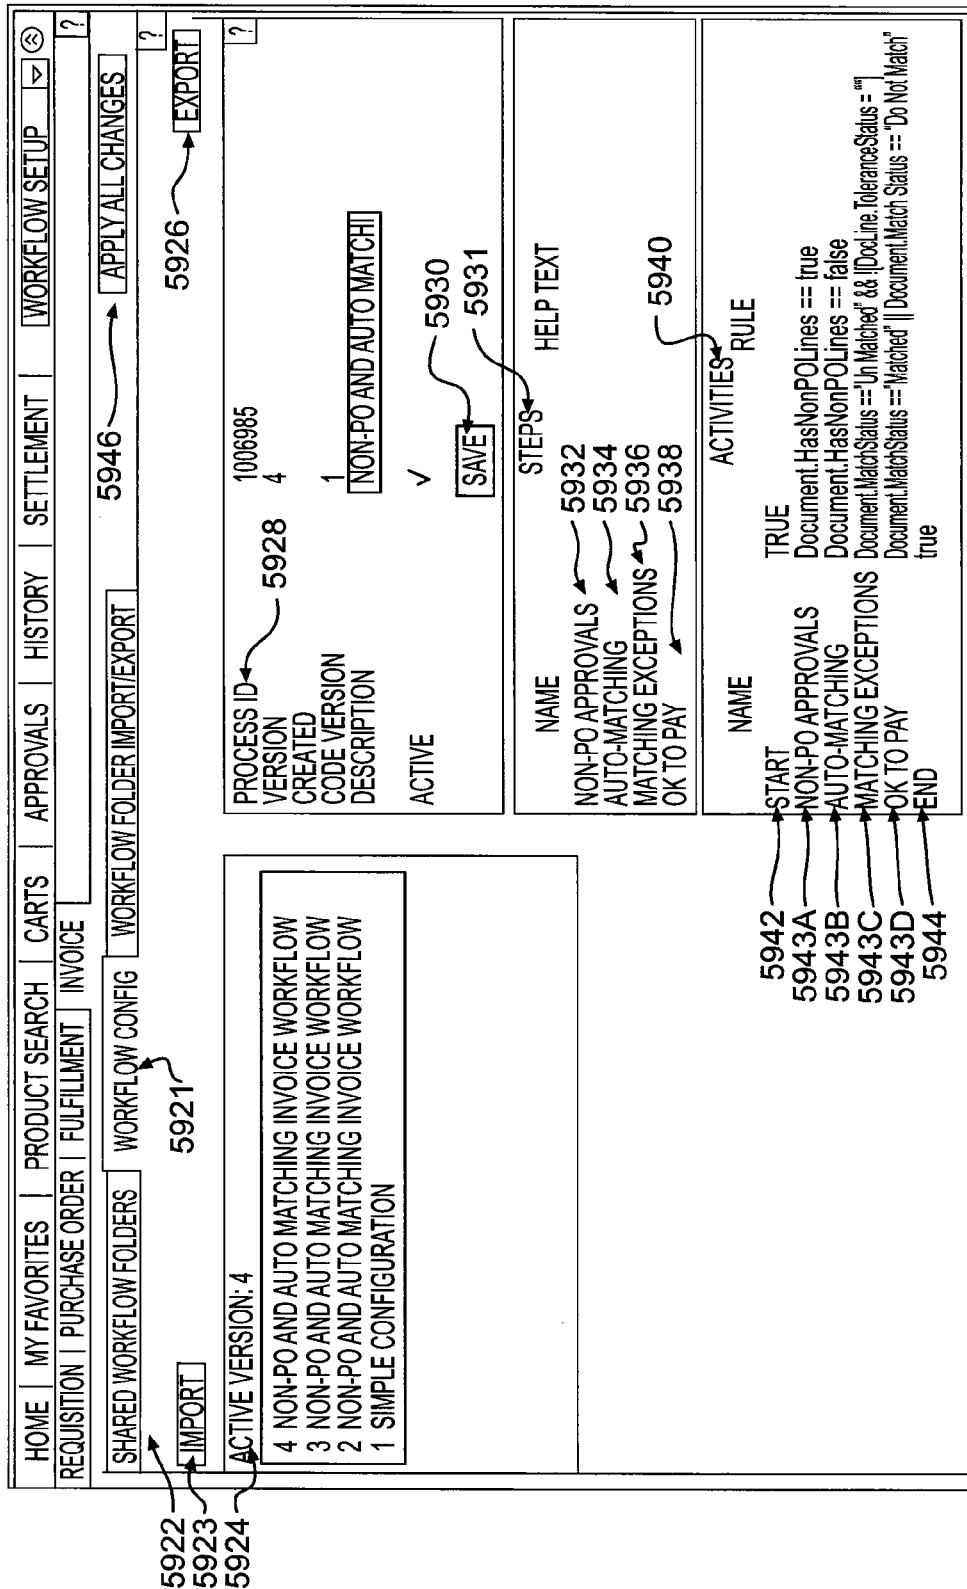 HOME | MY FAVORITES | PRODUCT SEARCH | CARTS | APPROVALS | HISTORY | SETTLEMENT | WORKFLOW SETUP
REQUISITION | PURCHASE ORDER | FULFILLMENT | INVOICE ?
5946 APPLY ALL CHANGES
SHARED WORKFLOW FOLDERS WORKFLOW CONFIG WORKFLOW FOLDER IMPORT/EXPORT ?
5922
5921
5923 IMPORT
5926 EXPORT
5924
ACTIVE VERSION: 4
4 NON-PO AND AUTO MATCHING INVOICE WORKFLOW
3 NON-PO AND AUTO MATCHING INVOICE WORKFLOW
2 NON-PO AND AUTO MATCHING INVOICE WORKFLOW
1 SIMPLE CONFIGURATION
?
PROCESS ID 5928 1006985
VERSION 4
CREATED
CODE VERSION 1
DESCRIPTION NON-PO AND AUTO MATCHI
ACTIVE ✓
SAVE 5930
STEPS 5931
NAME HELP TEXT
NON-PO APPROVALS 5932
AUTO-MATCHING 5934
MATCHING EXCEPTIONS 5936
OK TO PAY 5938
ACTIVITIES 5940
NAME RULE
5942 START TRUE
5943A NON-PO APPROVALS Document.HasNonPOLines == true
5943B AUTO-MATCHING Document.HasNonPOLines == false
5943C MATCHING EXCEPTIONS Document.MatchStatus =="Un Matched" && |[DocLine.ToleranceStatus = ""]
5943D OK TO PAY Document.MatchStatus =="Matched" || Document.Match Status == "Do Not Match"
5944 END true